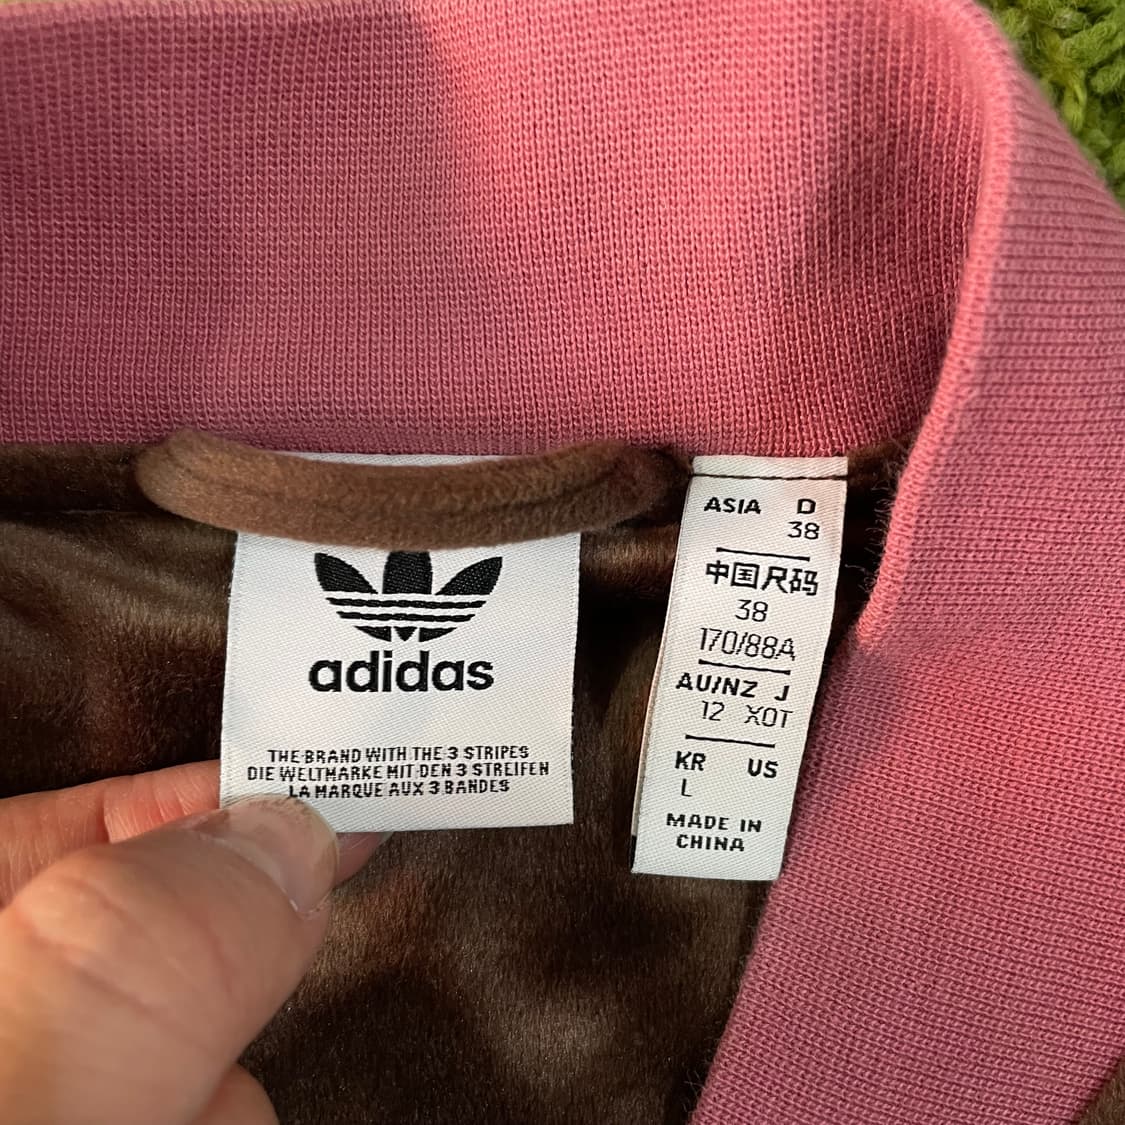 adidas
THE BRAND WITH THE 3 STRIPES
DIE WELTMARKE MIT DEN 3 STREIFEN
LA MARQUE AUX 3 BANDES
ASIA D
38
中国尺码
38
170/88A
AU/NZ J
12 XOT
KR US
L
MADE IN
CHINA